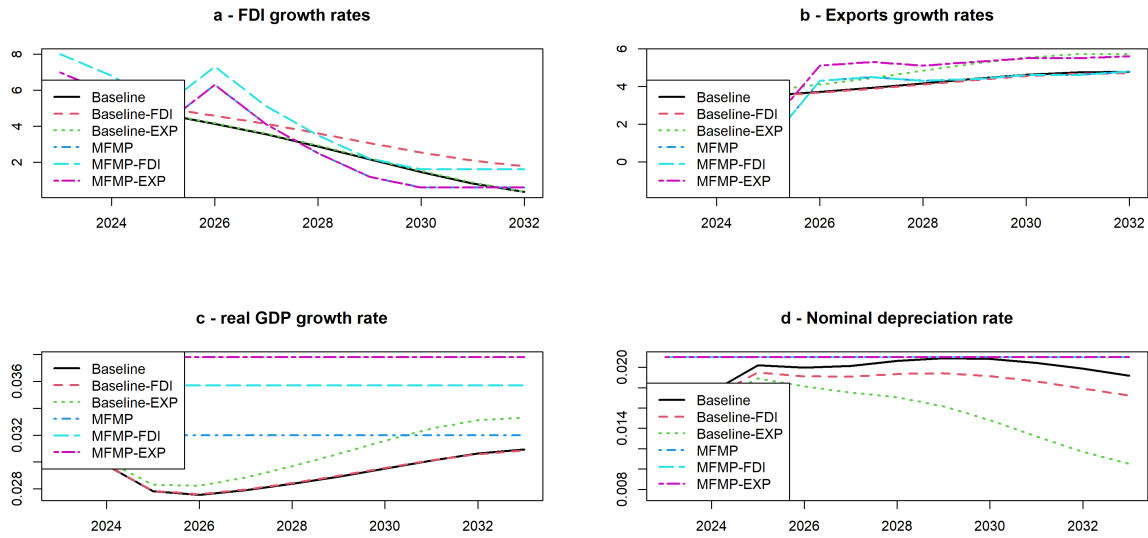 a - FDI growth rates
8
6
4
2
Baseline
Baseline-FDI
Baseline-EXP
MFMP
MFMP-FDI
MFMP-EXP
2024 2026 2028 2030 2032
b - Exports growth rates
6
4
2
0
Baseline
Baseline-FDI
Baseline-EXP
MFMP
MFMP-FDI
MFMP-EXP
2024 2026 2028 2030 2032
c - real GDP growth rate
0.036
0.032
0.028
Baseline
Baseline-FDI
Baseline-EXP
MFMP
MFMP-FDI
MFMP-EXP
2024 2026 2028 2030 2032
d - Nominal depreciation rate
0.020
0.014
0.008
Baseline
Baseline-FDI
Baseline-EXP
MFMP
MFMP-FDI
MFMP-EXP
2024 2026 2028 2030 2032